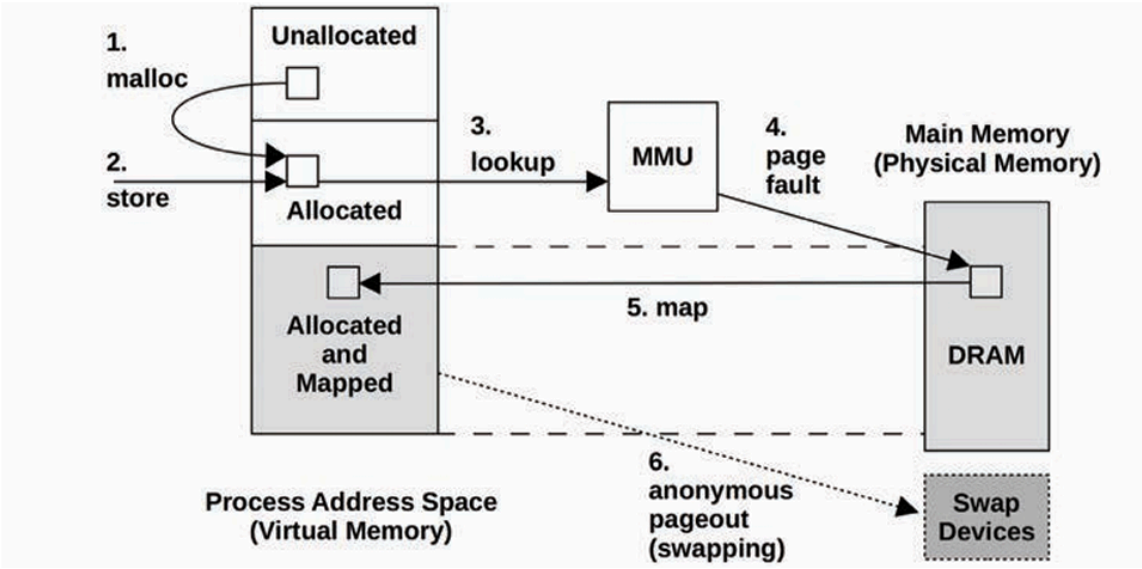 1.
malloc
2.
store
Unallocated
Allocated
Allocated
and
Mapped
Process Address Space
(Virtual Memory)
3.
lookup
MMU
4.
page
fault
5. map
6.
anonymous
pageout
(swapping)
Main Memory
(Physical Memory)
DRAM
Swap
Devices